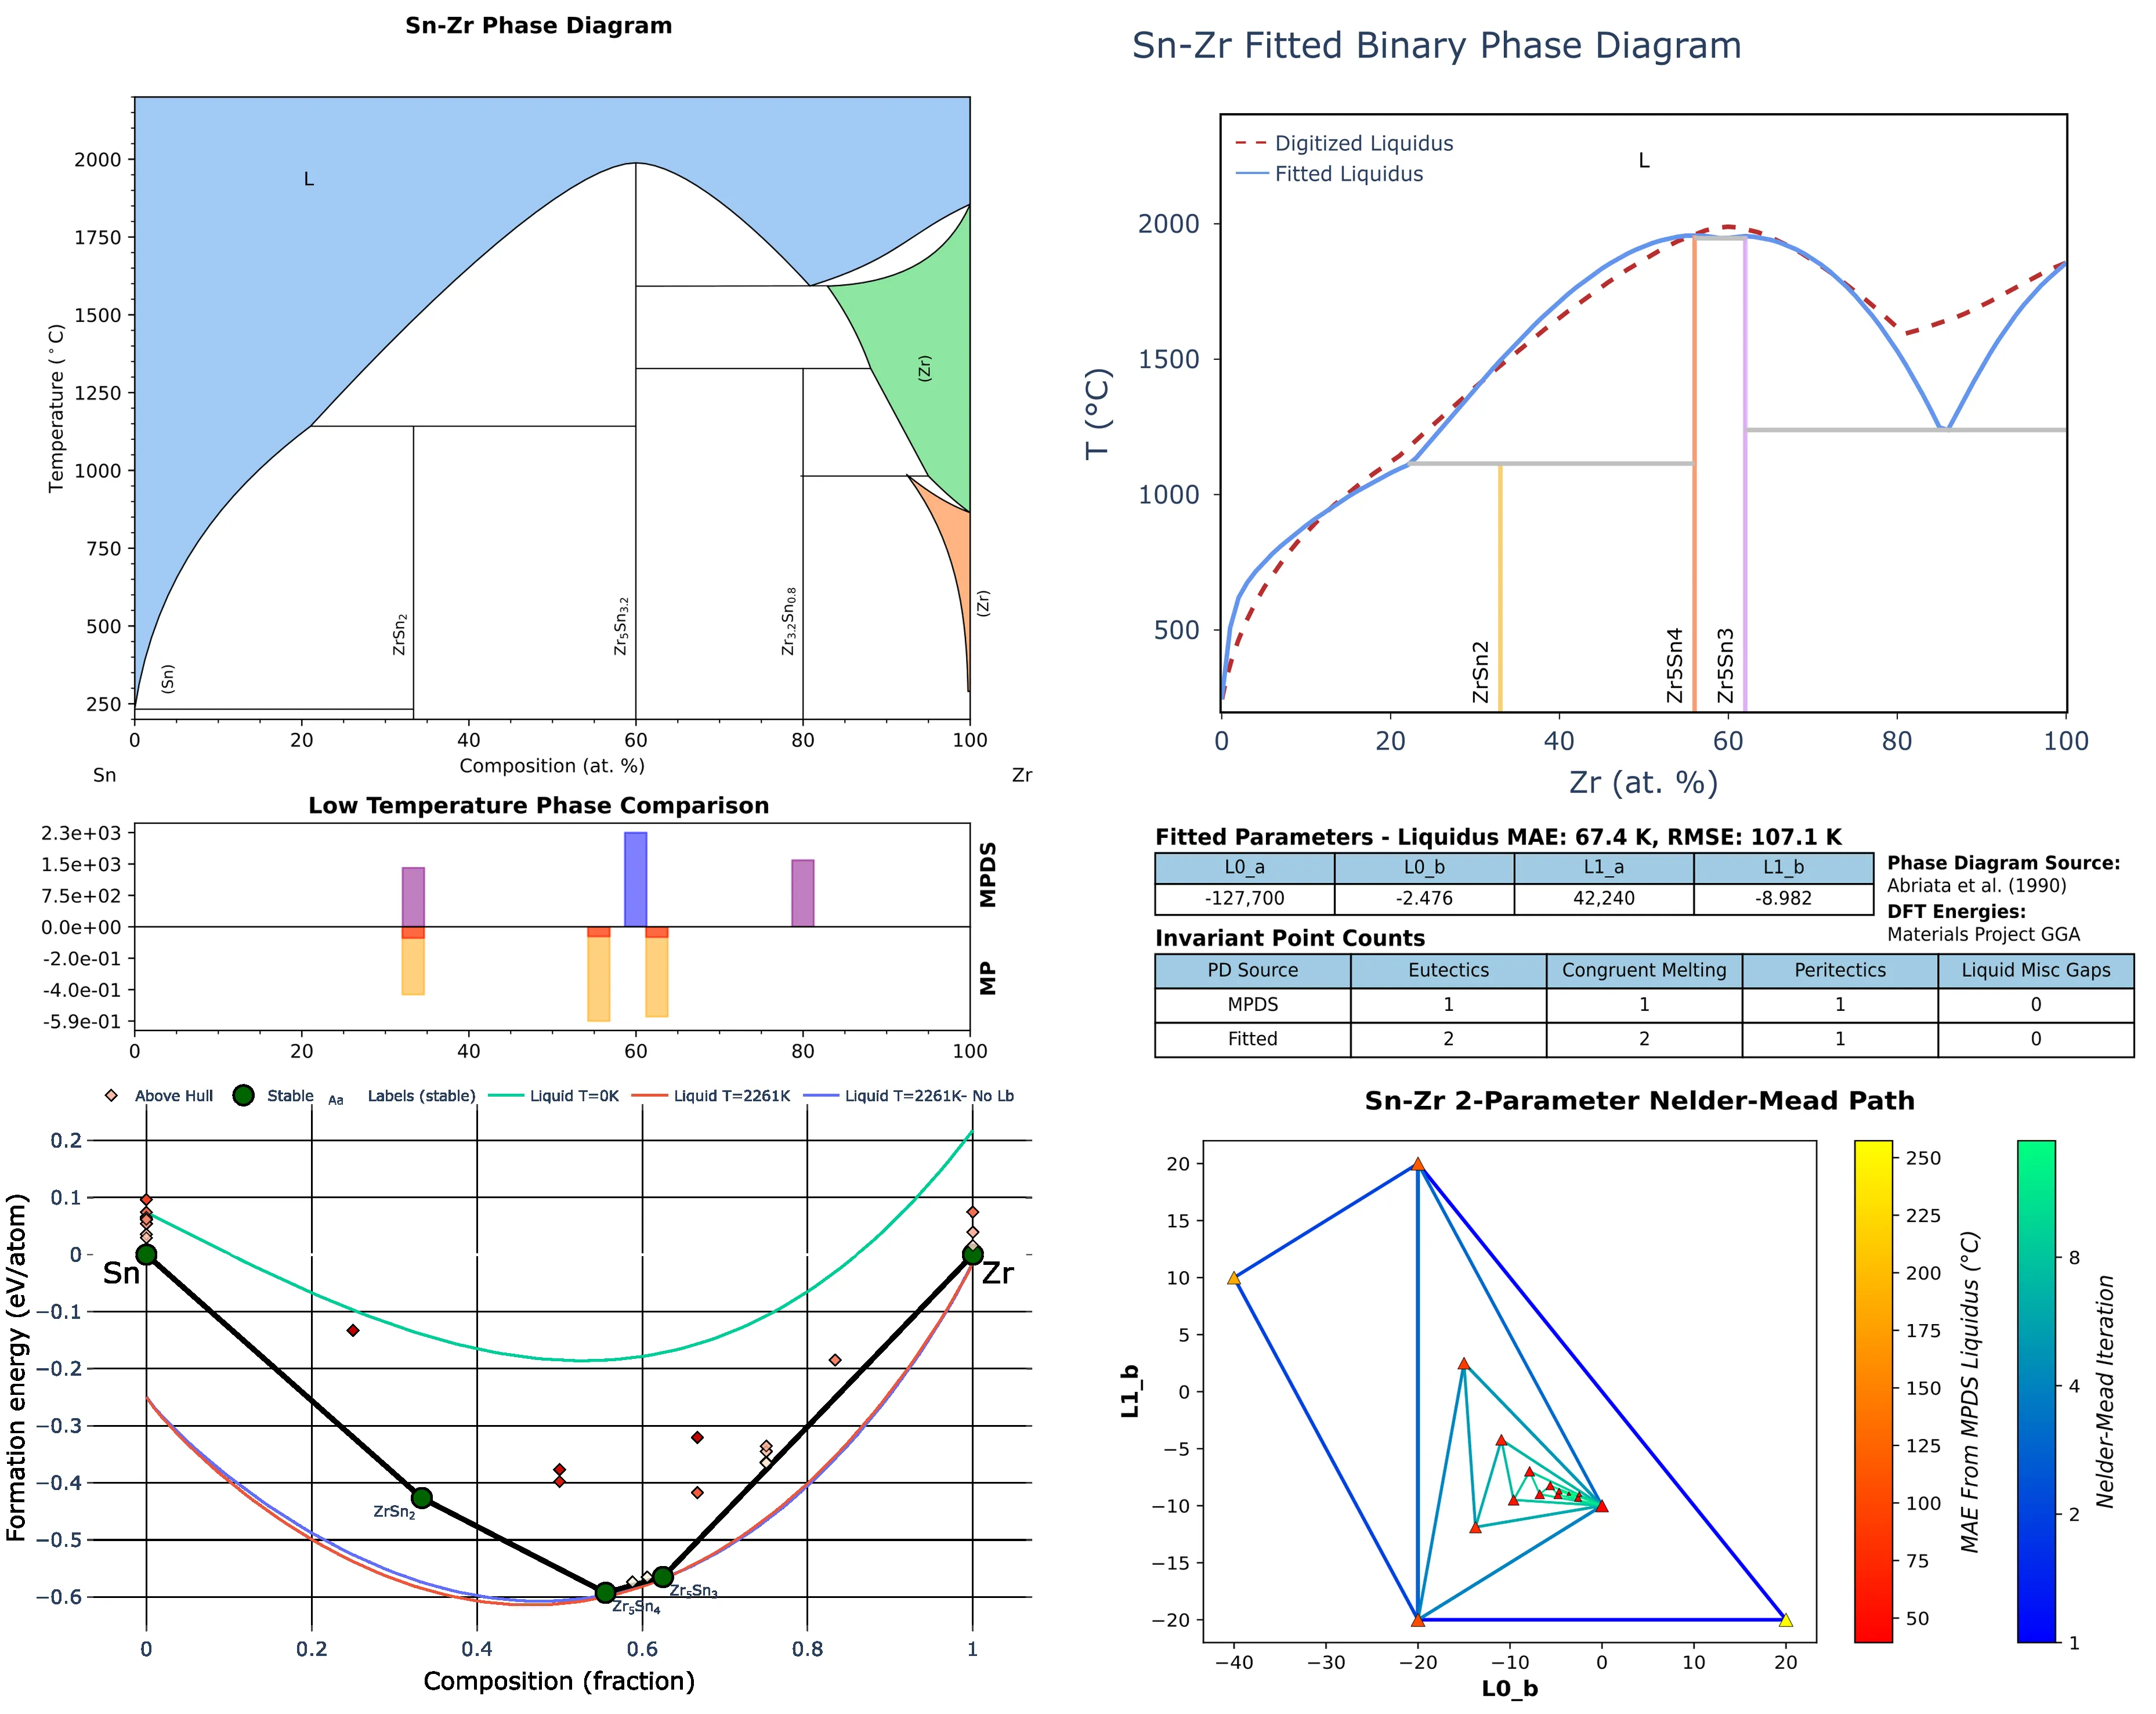 Sn-Zr Phase Diagram
Temperature (°C)
2000
1750
1500
1250
1000
750
500
250
L
(Zr)
(Zr)
(Sn)
ZrSn2
Zr5Sn3.2
Zr3.2Sn0.8
0 20 40 60 80 100
Sn Composition (at. %) Zr
Sn-Zr Fitted Binary Phase Diagram
Digitized Liquidus
Fitted Liquidus
L
T (°C)
2000
1500
1000
500
ZrSn2
Zr5Sn4
Zr5Sn3
0 20 40 60 80 100
Zr (at. %)
Low Temperature Phase Comparison
2.3e+03
1.5e+03
7.5e+02
0.0e+00
-2.0e-01
-4.0e-01
-5.9e-01
MPDS
MP
0 20 40 60 80 100
Fitted Parameters - Liquidus MAE: 67.4 K, RMSE: 107.1 K
L0_a L0_b L1_a L1_b
-127,700 -2.476 42,240 -8.982
Phase Diagram Source:
Abriata et al. (1990)
DFT Energies:
Materials Project GGA
Invariant Point Counts
PD Source Eutectics Congruent Melting Peritectics Liquid Misc Gaps
MPDS 1 1 1 0
Fitted 2 2 1 0
Above Hull Stable Aa Labels (stable) Liquid T=0K Liquid T=2261K Liquid T=2261K- No Lb
Formation energy (eV/atom)
0.2
0.1
0
−0.1
−0.2
−0.3
−0.4
−0.5
−0.6
Sn
Zr
ZrSn2
Zr5Sn4
Zr5Sn3
0 0.2 0.4 0.6 0.8 1
Composition (fraction)
Sn-Zr 2-Parameter Nelder-Mead Path
L1_b
20
15
10
5
0
−5
−10
−15
−20
−40 −30 −20 −10 0 10 20
L0_b
250
225
200
175
150
125
100
75
50
MAE From MPDS Liquidus (°C)
8
4
2
1
Nelder-Mead Iteration